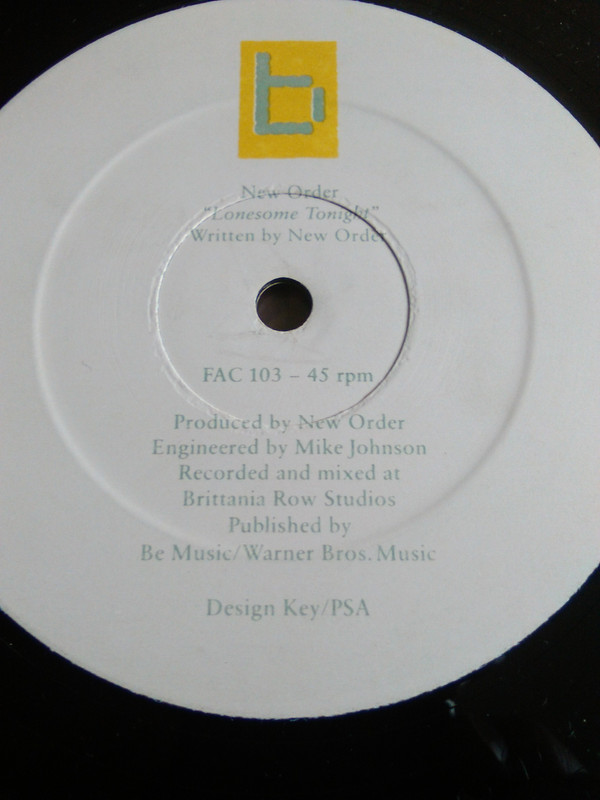 b
New Order
"Lonesome Tonight"
Written by New Order
FAC 103 – 45 rpm
Produced by New Order
Engineered by Mike Johnson
Recorded and mixed at
Brittania Row Studios
Published by
Be Music/Warner Bros. Music
Design Key/PSA